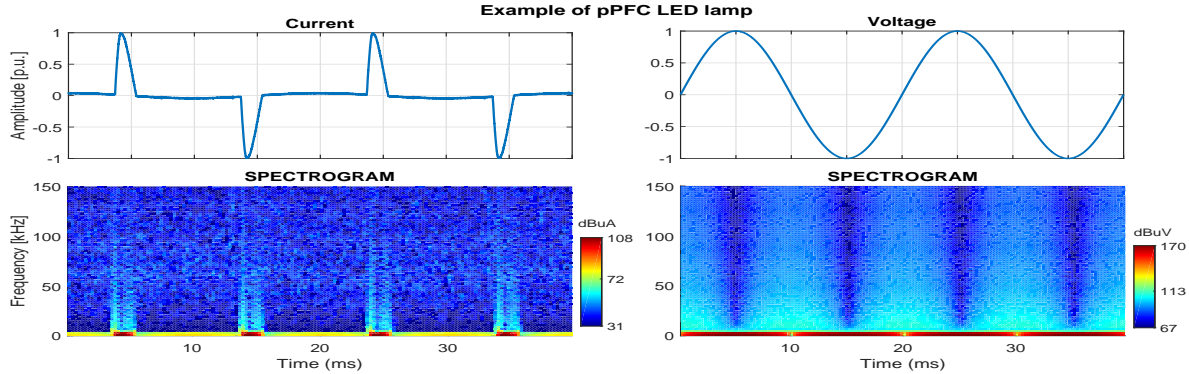 Example of pPFC LED lamp
Current
Amplitude [p.u.]
1
0.5
0
-0.5
-1
Voltage
1
0.5
0
-0.5
-1
SPECTROGRAM
Frequency [kHz]
150
100
50
0
10
20
30
Time (ms)
dBuA
108
72
31
SPECTROGRAM
150
100
50
0
10
20
30
Time (ms)
dBuV
170
113
67